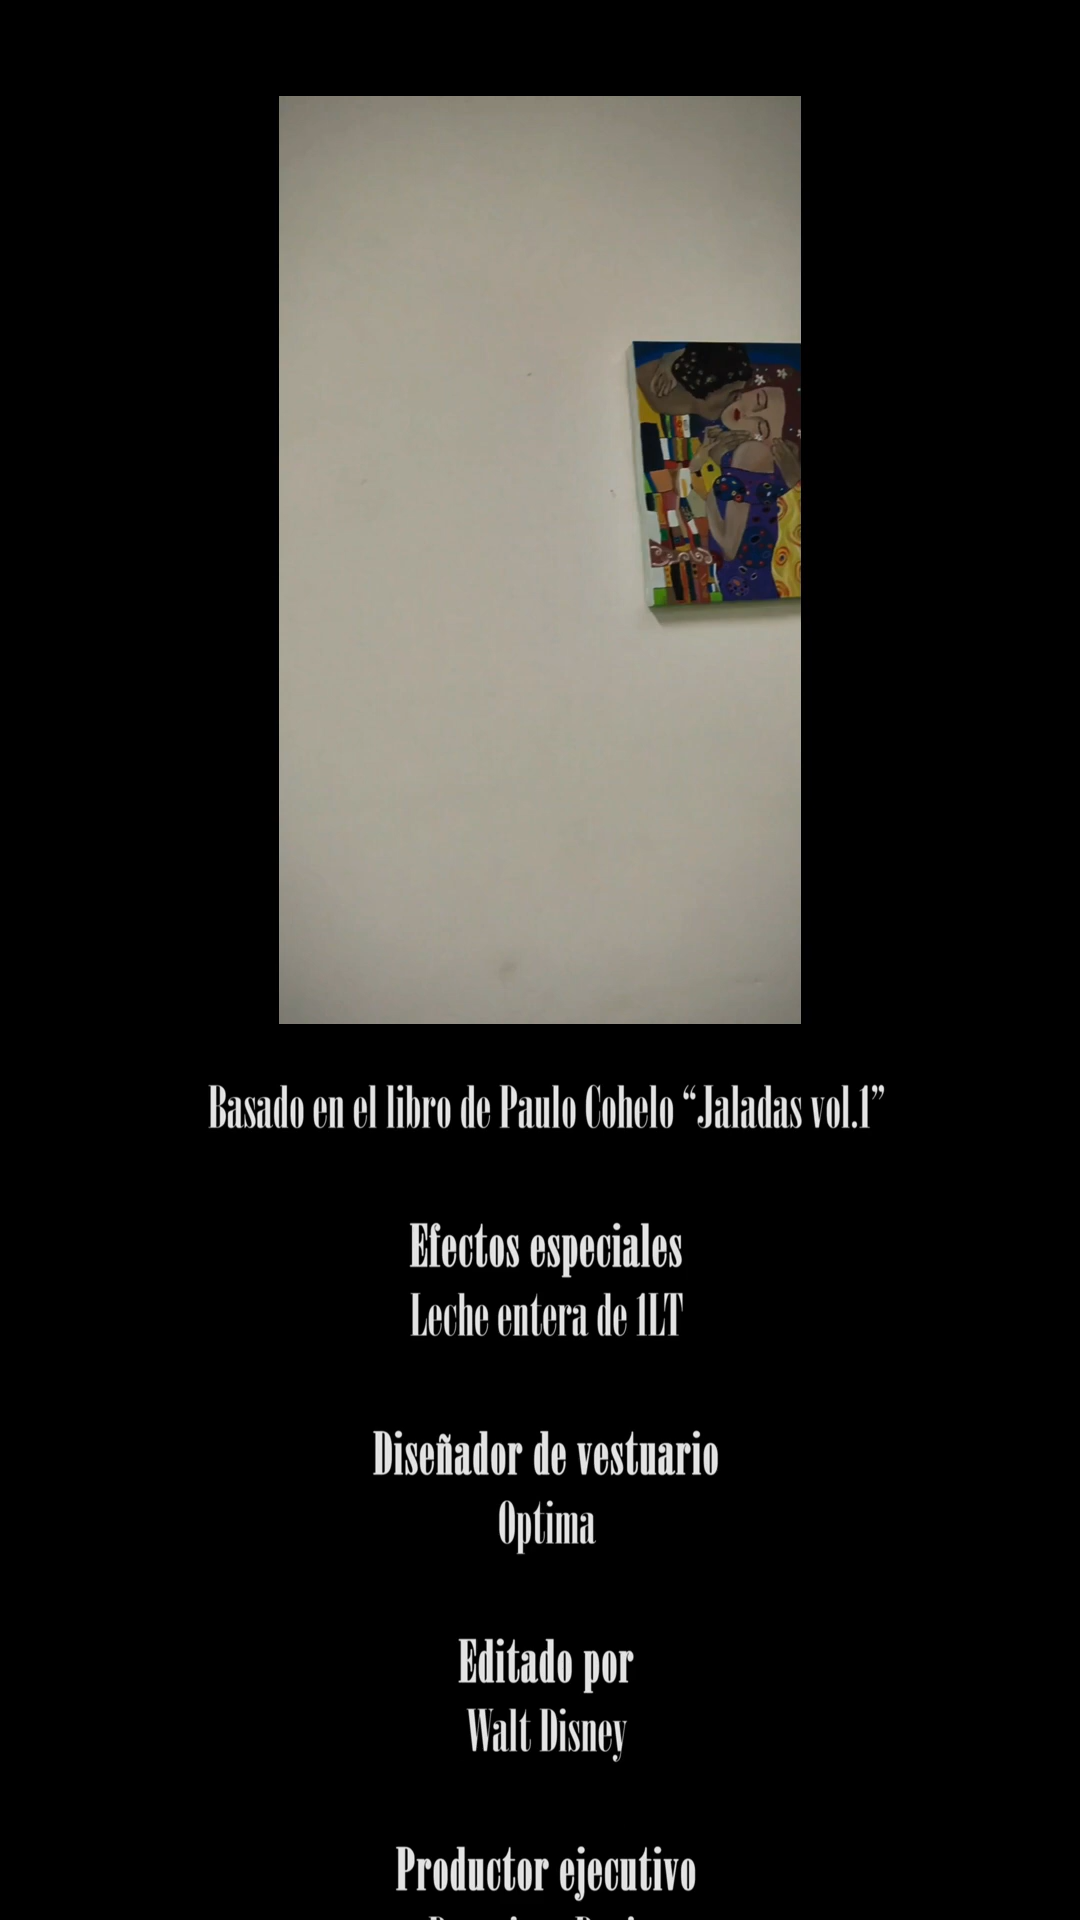 Basado en el libro de Paulo Cohelo “Jaladas vol.1”
Efectos especiales
Leche entera de 1LT
Diseñador de vestuario
Optima
Editado por
Walt Disney
Productor ejecutivo